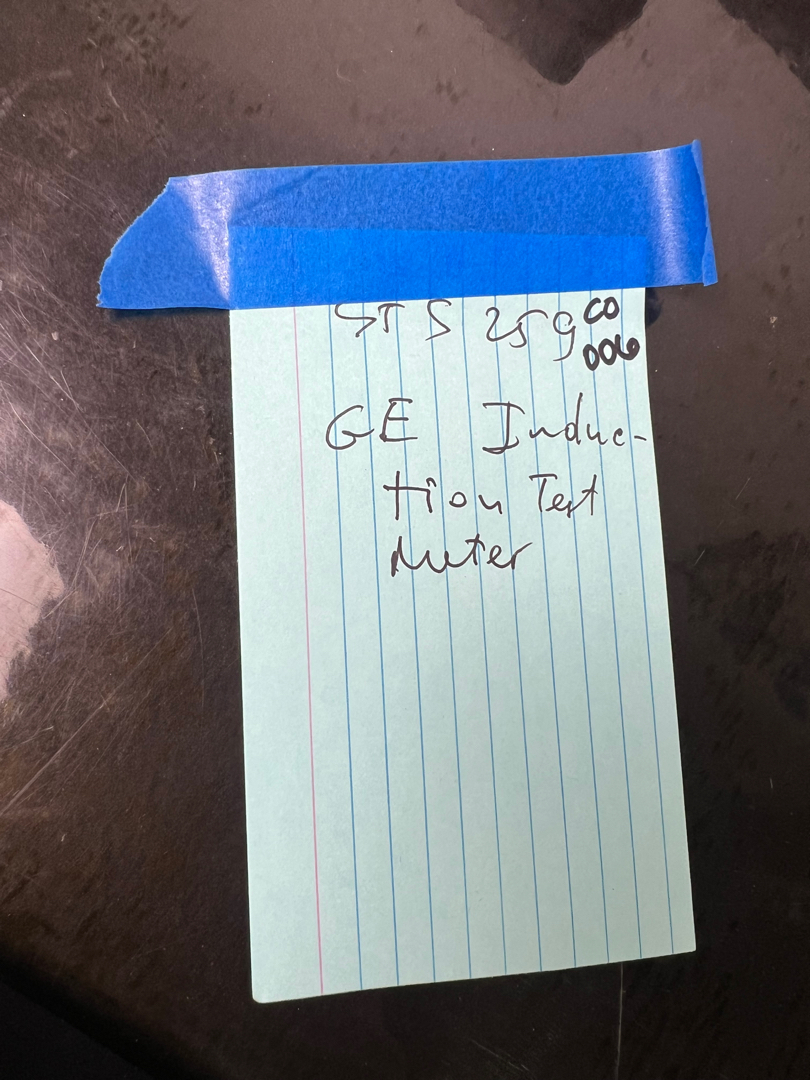 STS 259 CO
006
GE Induc-
tion Test
Meter